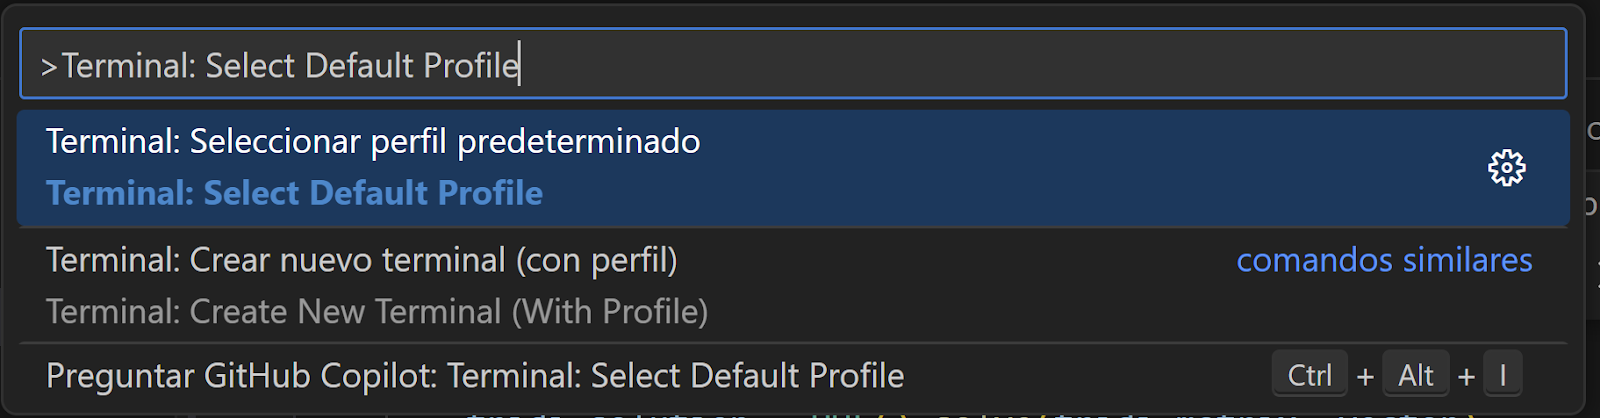 >Terminal: Select Default Profile
Terminal: Seleccionar perfil predeterminado
Terminal: Select Default Profile
Terminal: Crear nuevo terminal (con perfil) comandos similares
Terminal: Create New Terminal (With Profile)
Preguntar GitHub Copilot: Terminal: Select Default Profile Ctrl + Alt + I